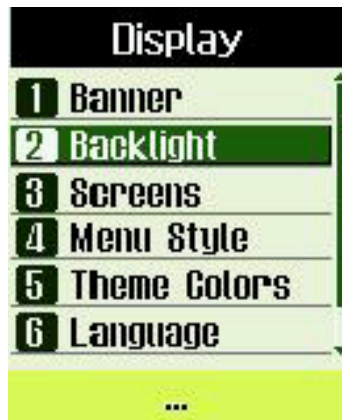 Display
1 Banner
2 Backlight
3 Screens
4 Menu Style
5 Theme Colors
6 Language
...